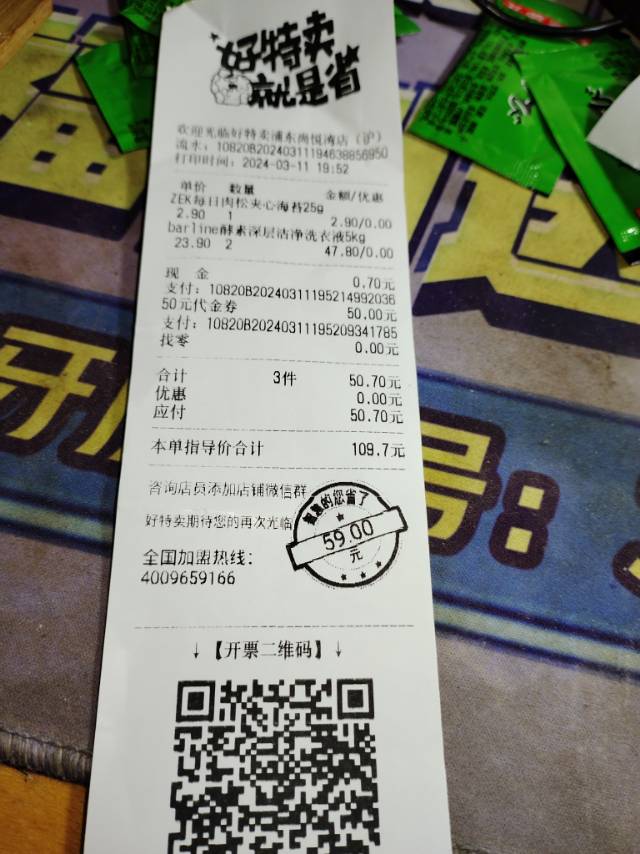 好特卖
就是省
欢迎光临好特卖浦东尚悦湾店（沪）
流水：10820B20240311194638856950
打印时间：2024-03-11 19:52
单价 数量 金额/优惠
ZEK每日肉松夹心海苔25g
2.90 1 2.90/0.00
barline酵素深层洁净洗衣液5kg
23.90 2 47.80/0.00
现 金 0.70元
支付：10820B20240311195214992036
50元代金券 50.00元
支付：10820B20240311195209341785
找零 0.00元
合计 3件 50.70元
优惠 0.00元
应付 50.70元
本单指导价合计 109.7元
咨询店员添加店铺微信群
好特卖期待您的再次光临
聪明的您省了
59.00
元
全国加盟热线：
4009659166
↓【开票二维码】↓
号: